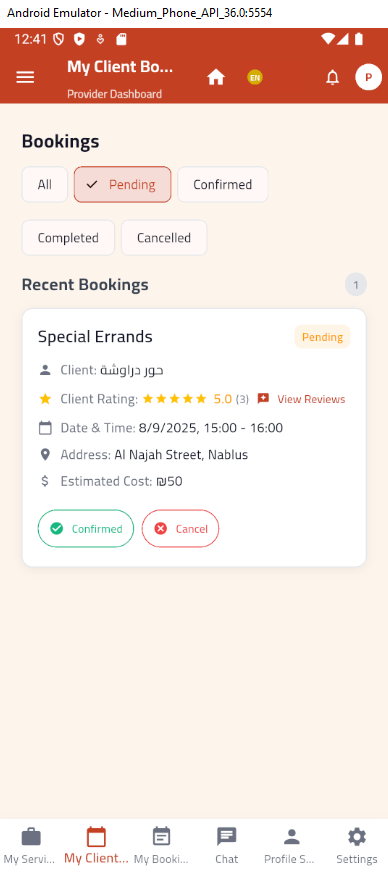 Android Emulator - Medium_Phone_API_36.0:5554
12:41
My Client Bo...
EN
P
Provider Dashboard
Bookings
All
Pending
Confirmed
Completed
Cancelled
Recent Bookings
1
Special Errands
Pending
Client: حور دراوشة
Client Rating: 5.0 (3) View Reviews
Date & Time: 8/9/2025, 15:00 - 16:00
Address: Al Najah Street, Nablus
$ Estimated Cost: ₪50
Confirmed
Cancel
My Servi...
My Client...
My Booki...
Chat
Profile S...
Settings